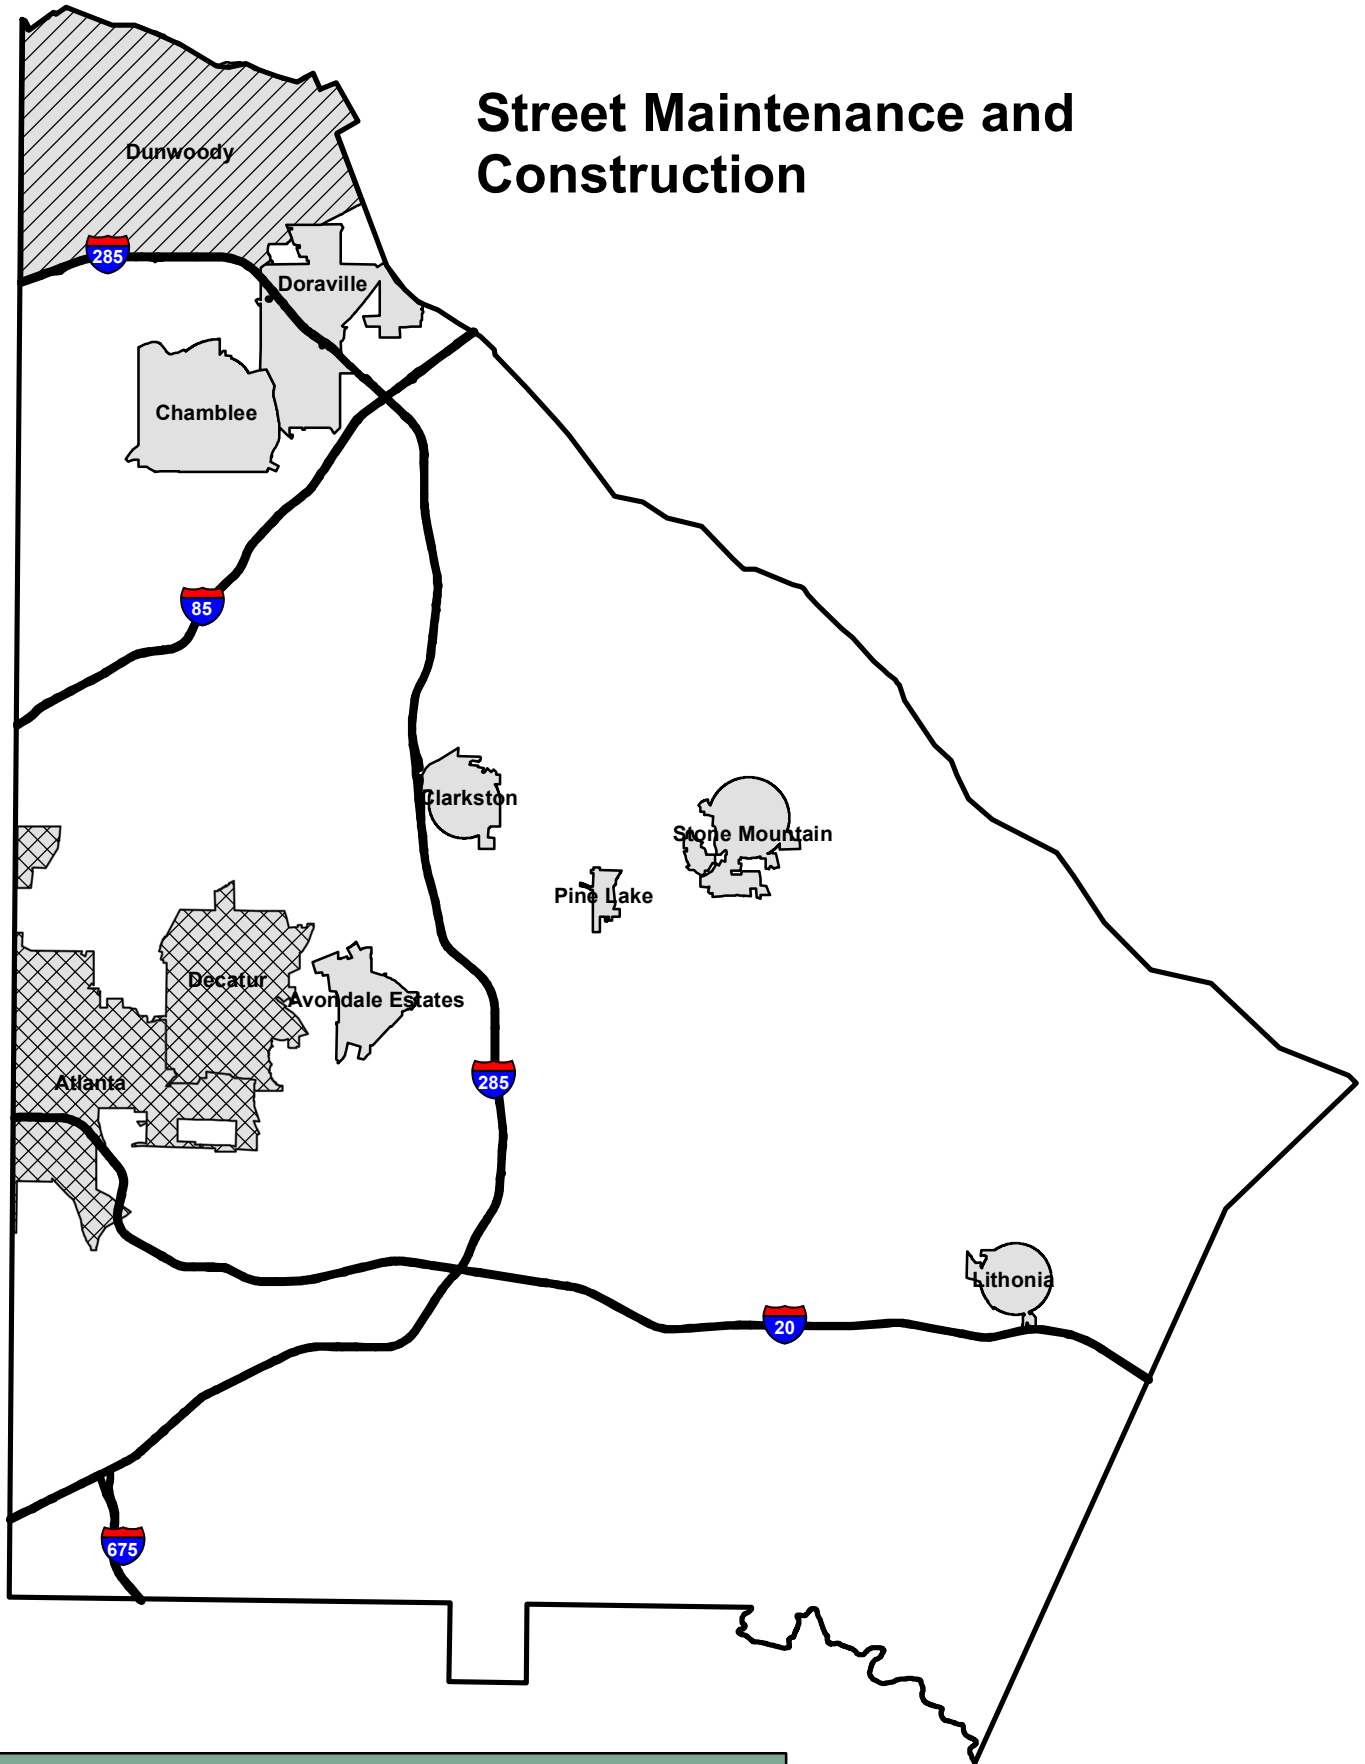 Street Maintenance and
Construction
Dunwoody
285
Doraville
Chamblee
85
Clarkston
Stone Mountain
Pine Lake
Decatur
Avondale Estates
285
Atlanta
Lithonia
20
675